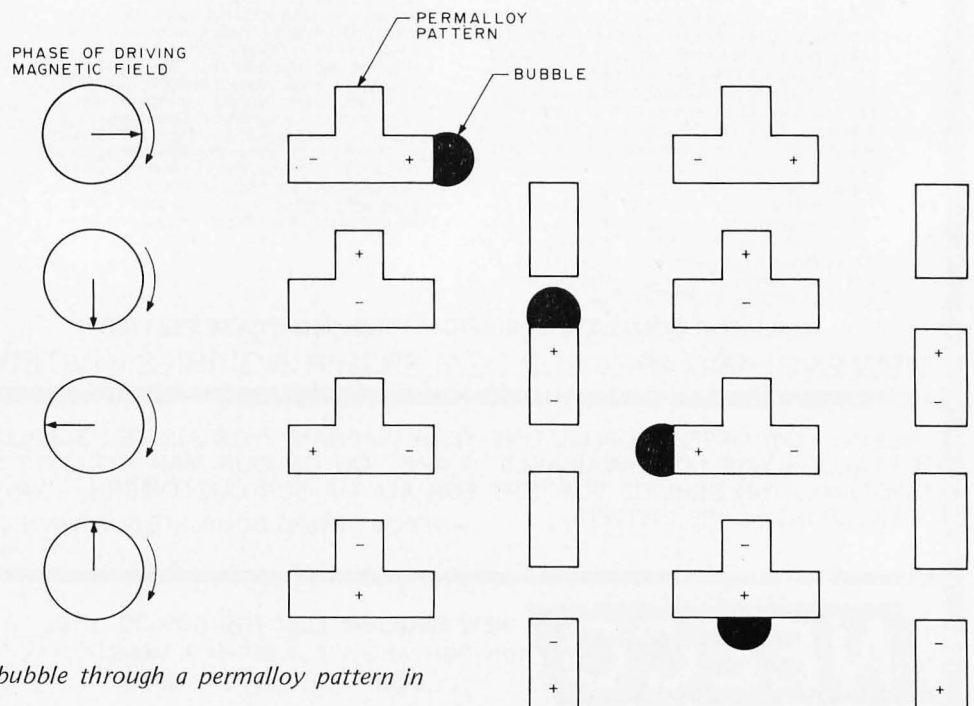 PERMALLOY
PATTERN
PHASE OF DRIVING
MAGNETIC FIELD
BUBBLE
- +
- +
+
-
+
-
+
+ -
+ -
-
+
-
+
+
+
bubble through a permalloy pattern in